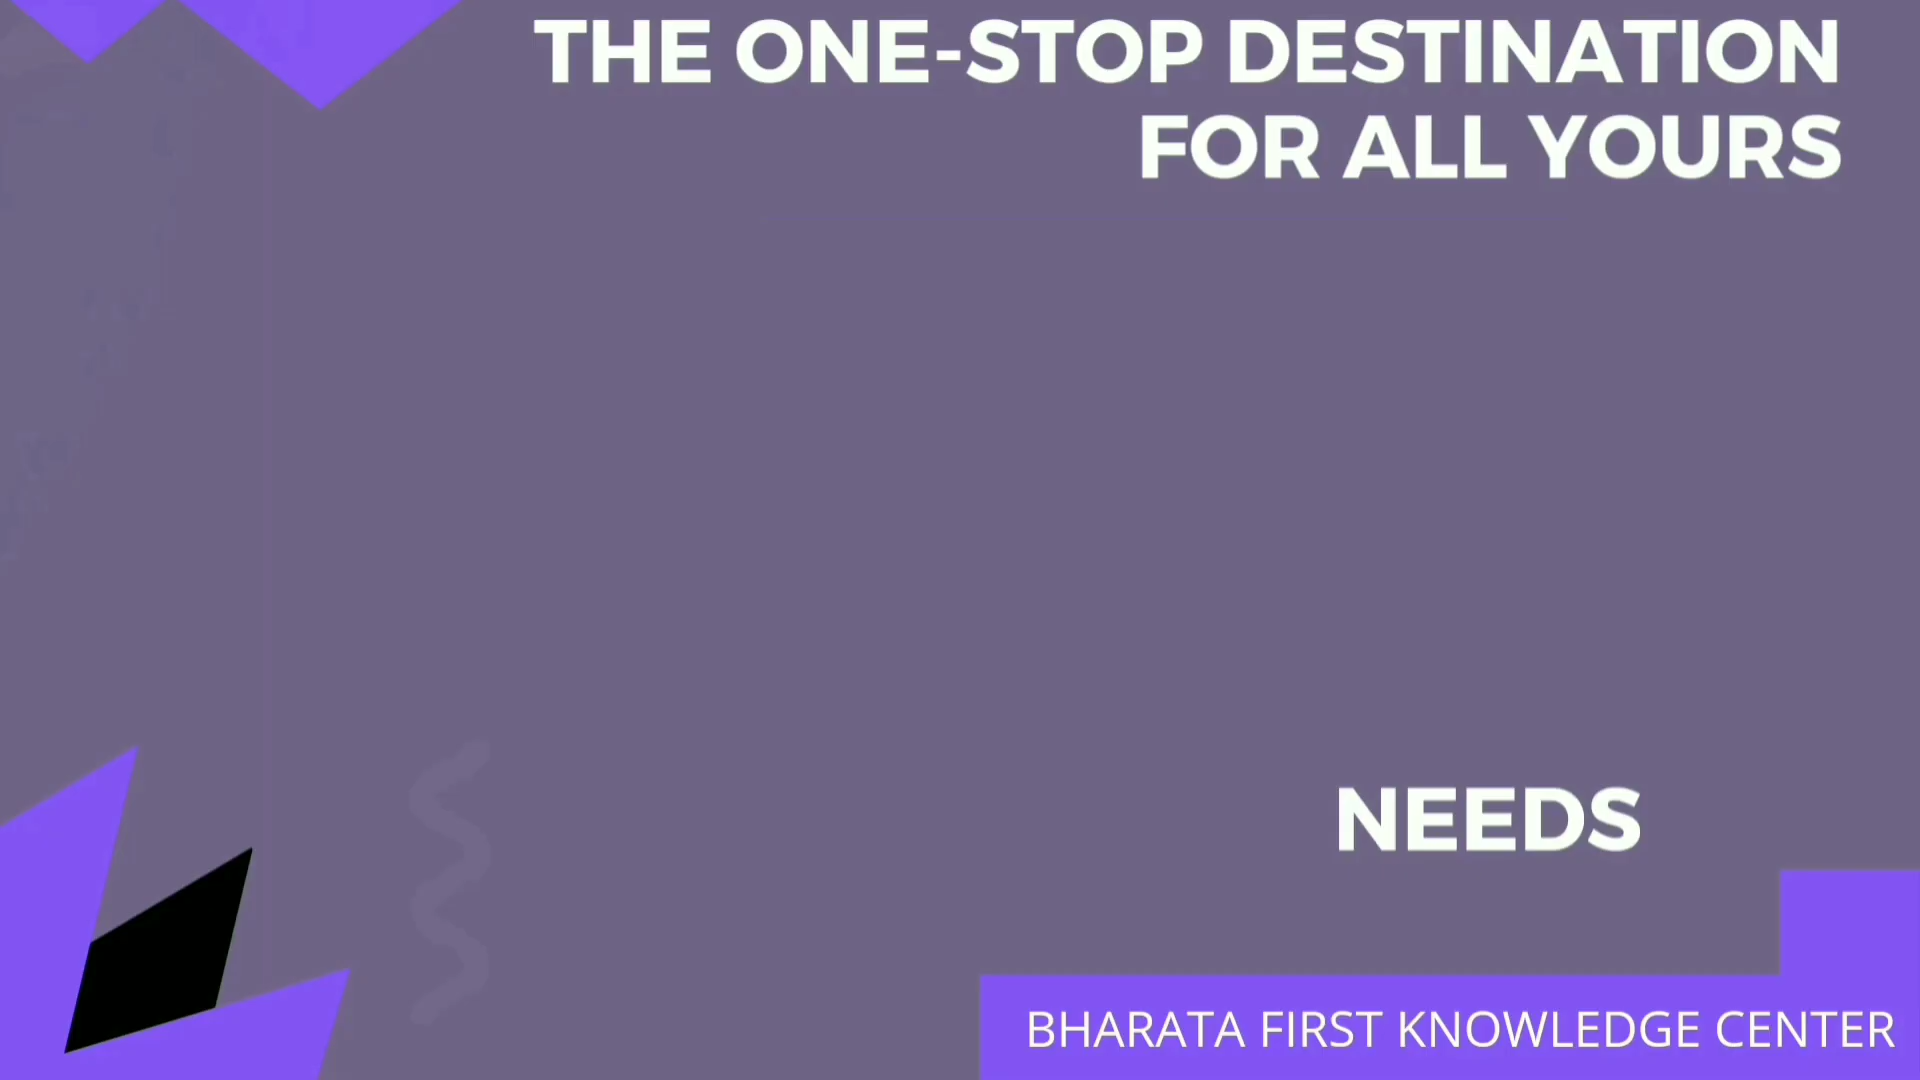 THE ONE-STOP DESTINATION
FOR ALL YOURS
NEEDS
BHARATA FIRST KNOWLEDGE CENTER